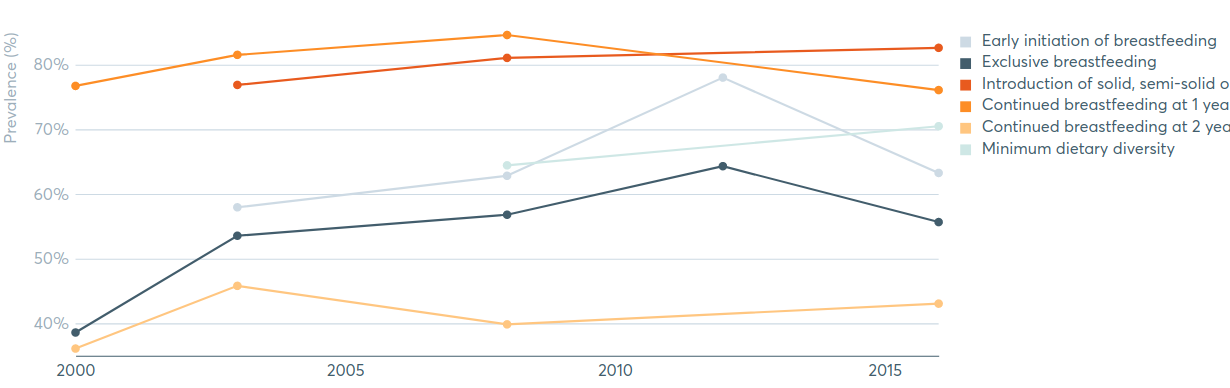 Prevalence (%)
80%
70%
60%
50%
40%
2000 2005 2010 2015
Early initiation of breastfeeding
Exclusive breastfeeding
Introduction of solid, semi-solid o
Continued breastfeeding at 1 yea
Continued breastfeeding at 2 yea
Minimum dietary diversity